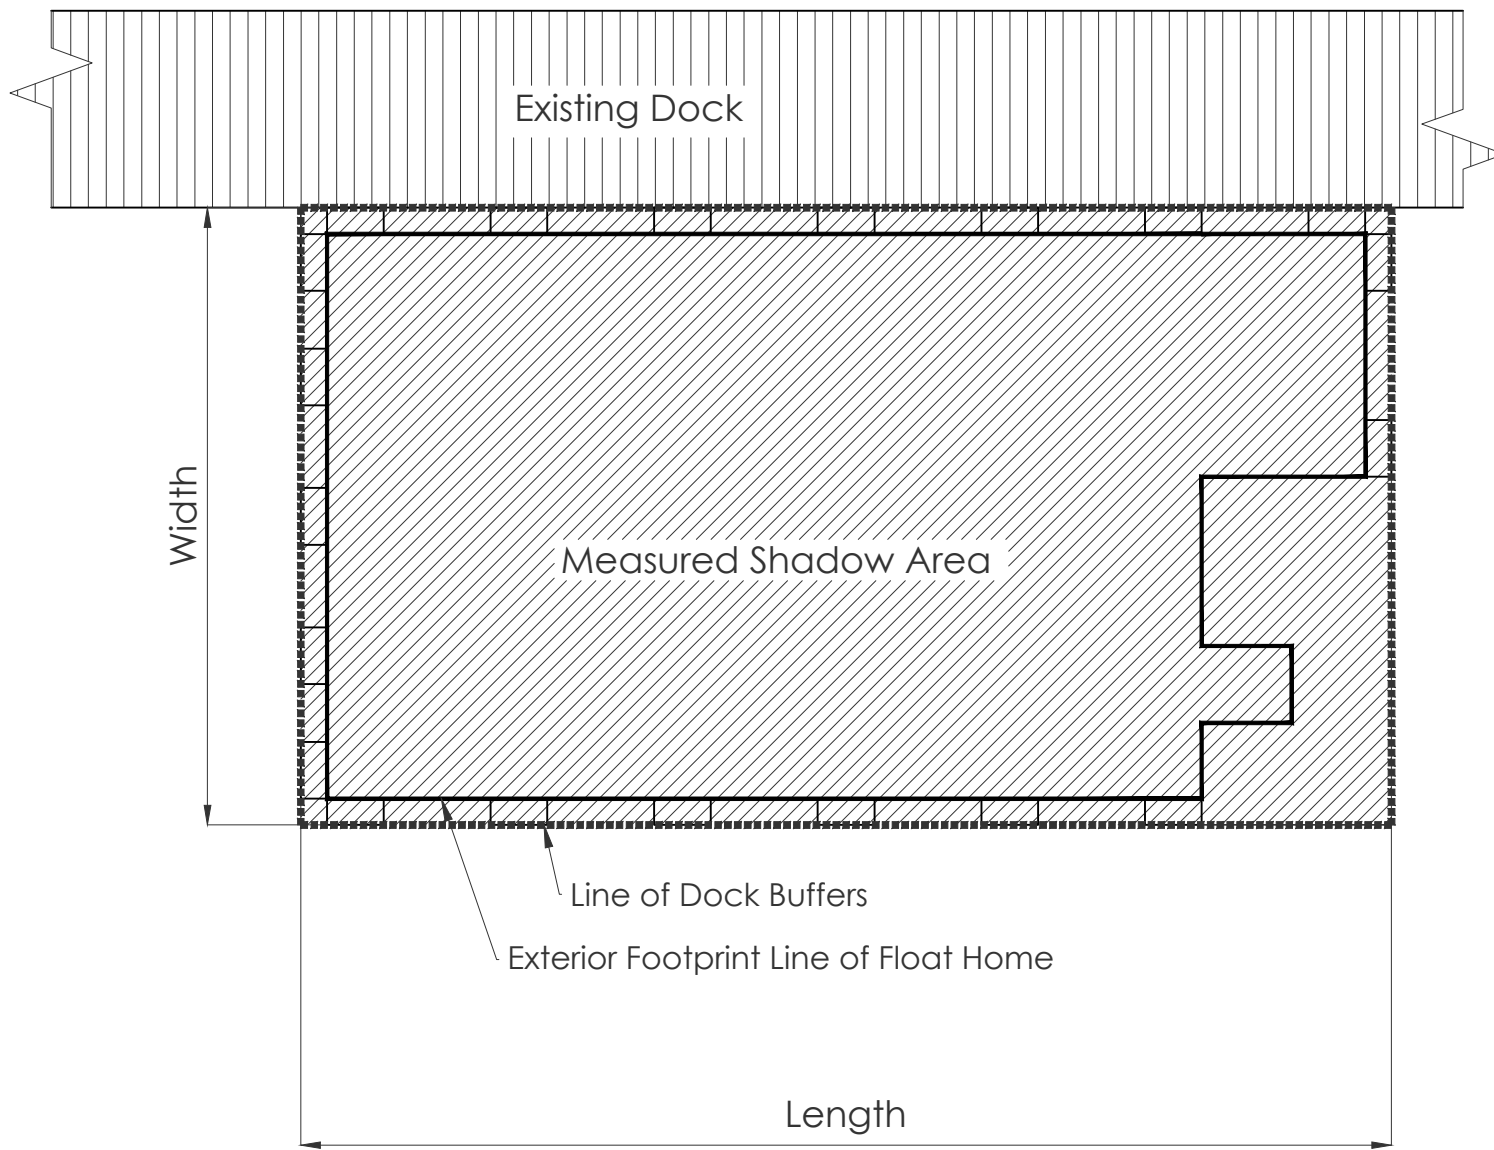 Existing Dock
Width
Measured Shadow Area
Line of Dock Buffers
Exterior Footprint Line of Float Home
Length